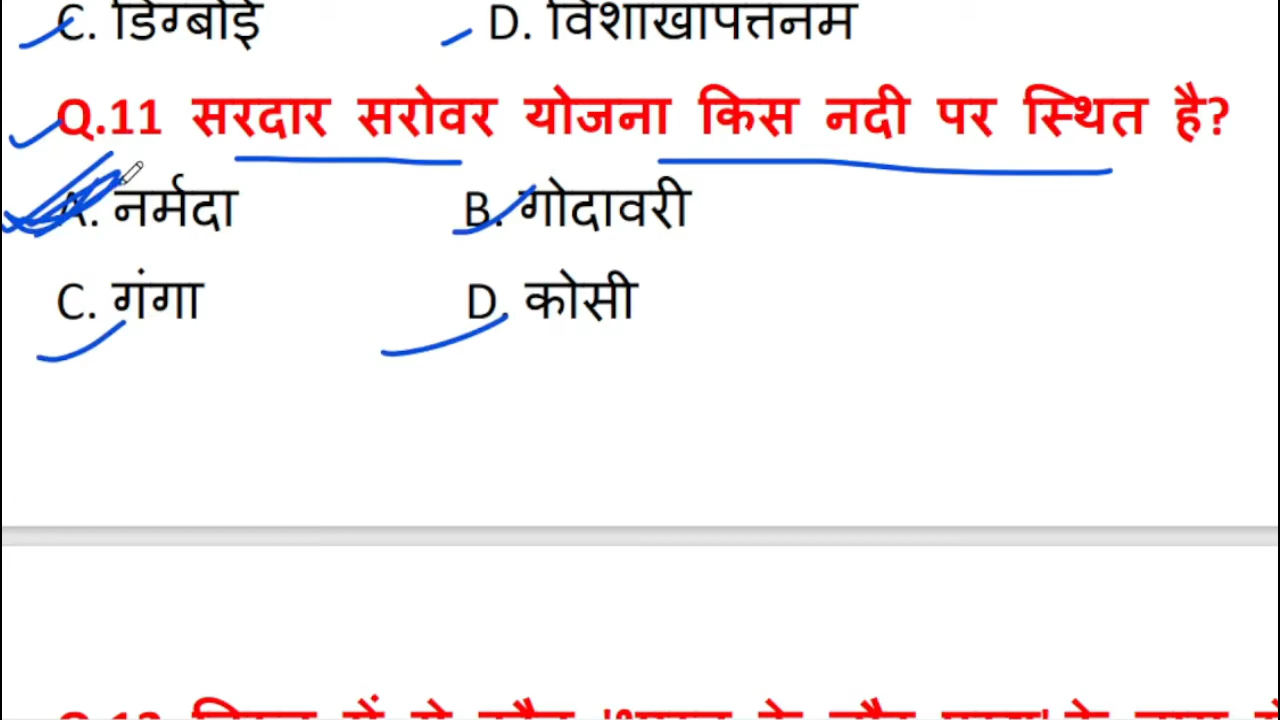 C. डिग्बोई D. विशाखापत्तनम
Q.11 सरदार सरोवर योजना किस नदी पर स्थित है?
A. नर्मदा B. गोदावरी
C. गंगा D. कोसी